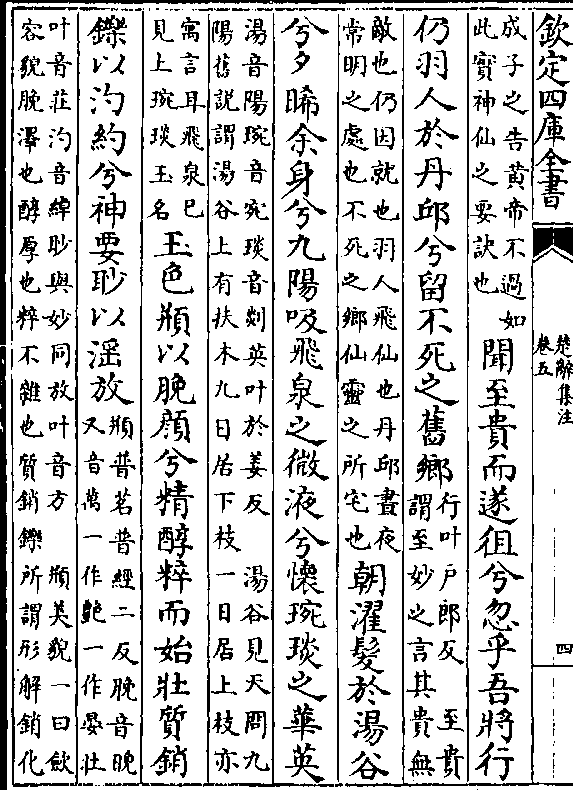 欽定四庫全書
楚辭集注
卷五
四
成子之告黄帝不過如
此實神仙之要訣也
聞至貴而遂徂兮忽乎吾將行
仍羽人於丹邱兮留不死之舊鄉
行叶户郎反 至貴
謂至妙之言其貴無
敵也仍因就也羽人飛仙也丹邱晝夜
常明之處也不死之鄉仙靈之所宅也
朝濯髮於湯谷
兮夕晞余身兮九陽吸飛泉之微液兮懷琬琰之華英
湯音陽琬音宛琰音剡英叶於姜反 湯谷見天問九
陽舊説謂湯谷上有扶木九日居下枝一日居上枝亦
寓言耳飛泉已
見上琬琰玉名
玉色頩以脕顔兮精醇粹而始壯質銷
鑠以汋約兮神要眇以淫放
頩普茗普經二反脕音晚
又音萬一作艶一作晏壯
叶音莊汋音綽眇與妙同放叶音方 頩美貌一曰歛
容貌脕澤也醇厚也粹不雜也質銷鑠所謂形解銷化